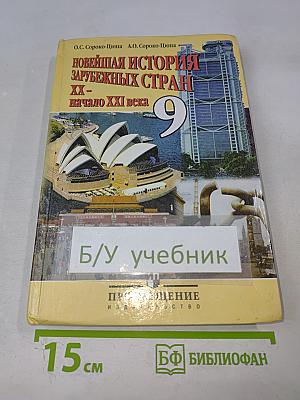 О.С. Сороко-Цюпа А.О. Сороко-Цюпа
НОВЕЙШАЯ ИСТОРИЯ
ЗАРУБЕЖНЫХ СТРАН
XX –
начало XXI века
9
Б/У учебник
ПРОСВЕЩЕНИЕ
ИЗДАТЕЛЬСТВО
15 см
БФ БИБЛИОФАН